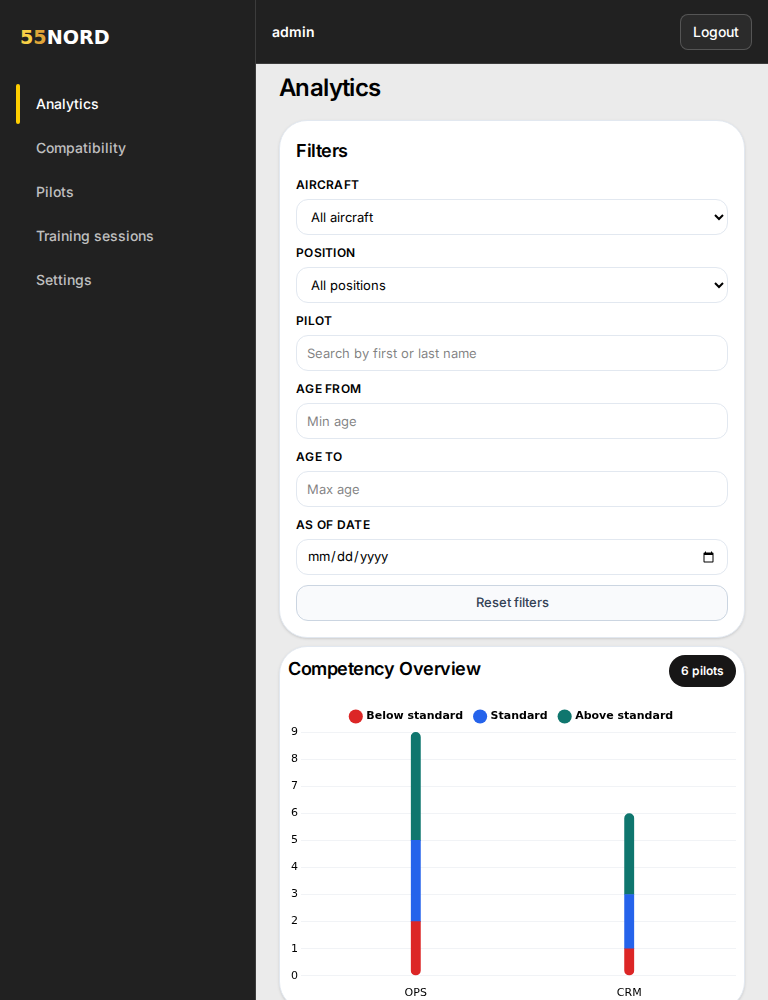 55NORD
admin
Logout
Analytics
Compatibility
Pilots
Training sessions
Settings
Analytics
Filters
AIRCRAFT
All aircraft
POSITION
All positions
PILOT
Search by first or last name
AGE FROM
Min age
AGE TO
Max age
AS OF DATE
mm/dd/yyyy
Reset filters
Competency Overview
6 pilots
Below standard Standard Above standard
9
8
7
6
5
4
3
2
1
0
OPS CRM